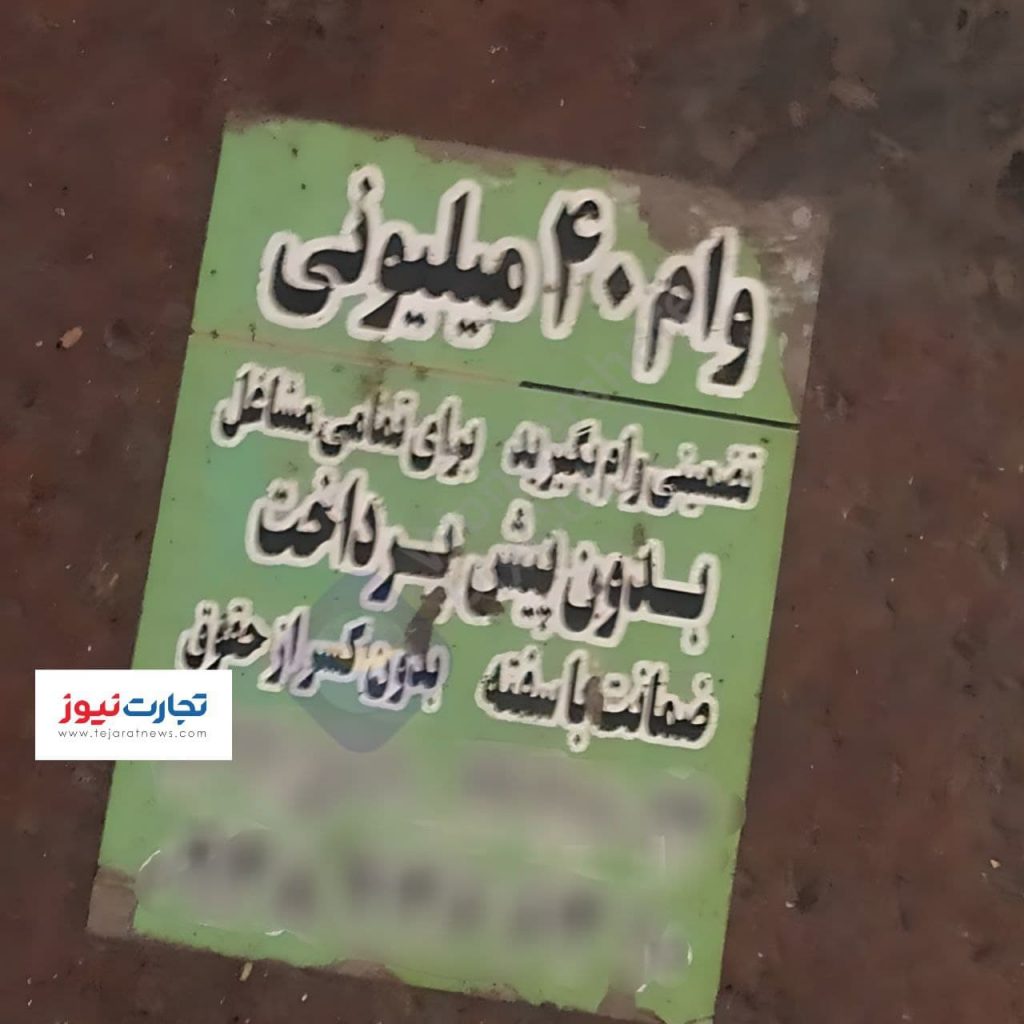 وام ۴۰ میلیونی
تضمینی وام بگیرید برای تمامی مشاغل
بدون پیش پرداخت
ضمانت با سفته بدون کسر از حقوق
تجارت‌نیوز
www.tejaratnews.com